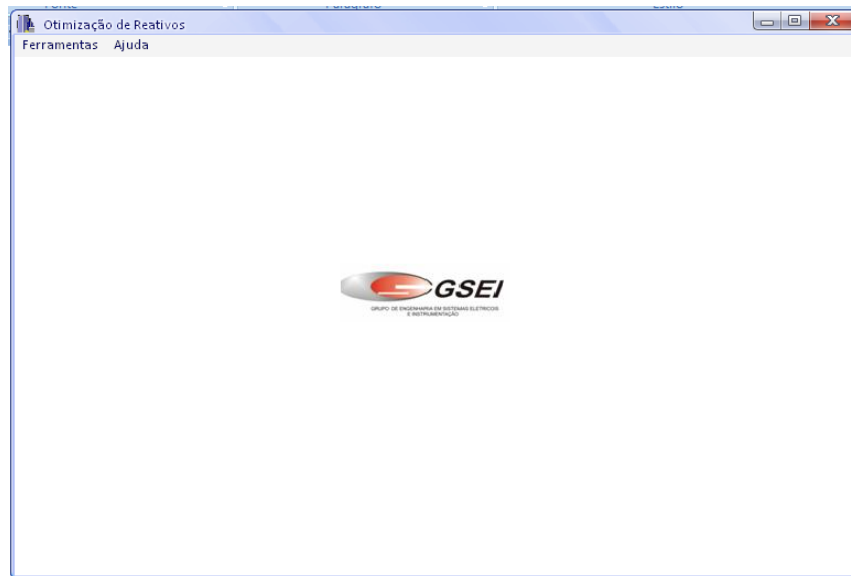 Otimização de Reativos
Ferramentas Ajuda
GSEI
GRUPO DE ENGENHARIA EM SISTEMAS ELETRICOS
E INSTRUMENTAÇÃO